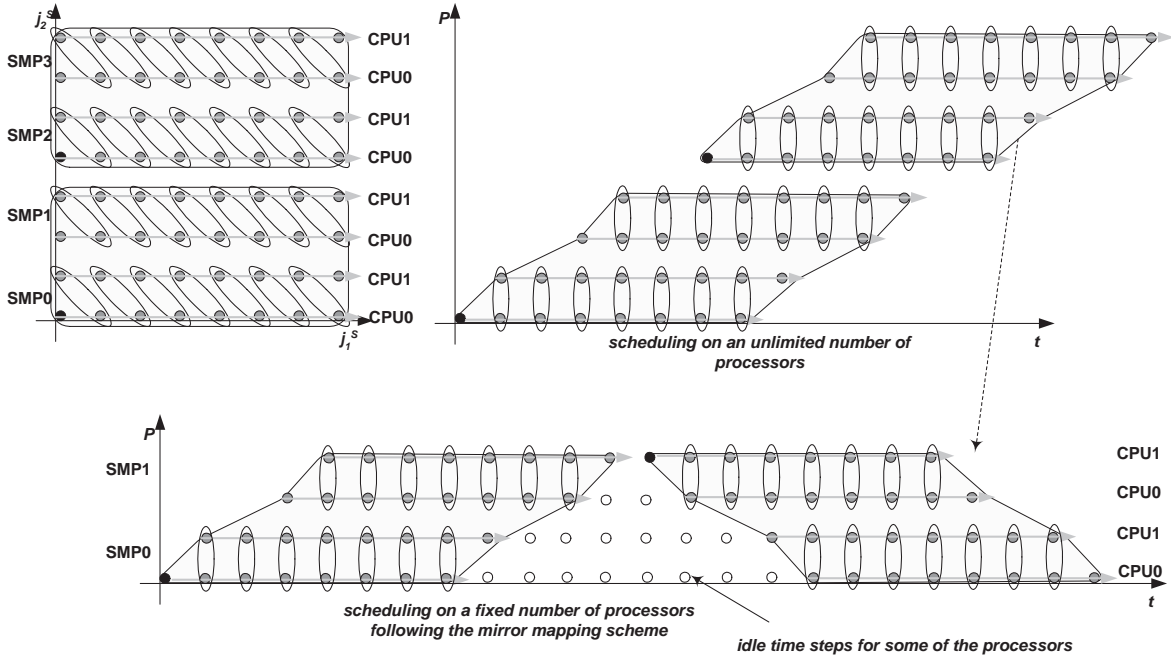 j₂ˢ
SMP3
SMP2
SMP1
SMP0
CPU1
CPU0
CPU1
CPU0
CPU1
CPU0
CPU1
CPU0
j₁ˢ
P
t
scheduling on an unlimited number of
processors
P
SMP1
SMP0
CPU1
CPU0
CPU1
CPU0
t
scheduling on a fixed number of processors
following the mirror mapping scheme
idle time steps for some of the processors